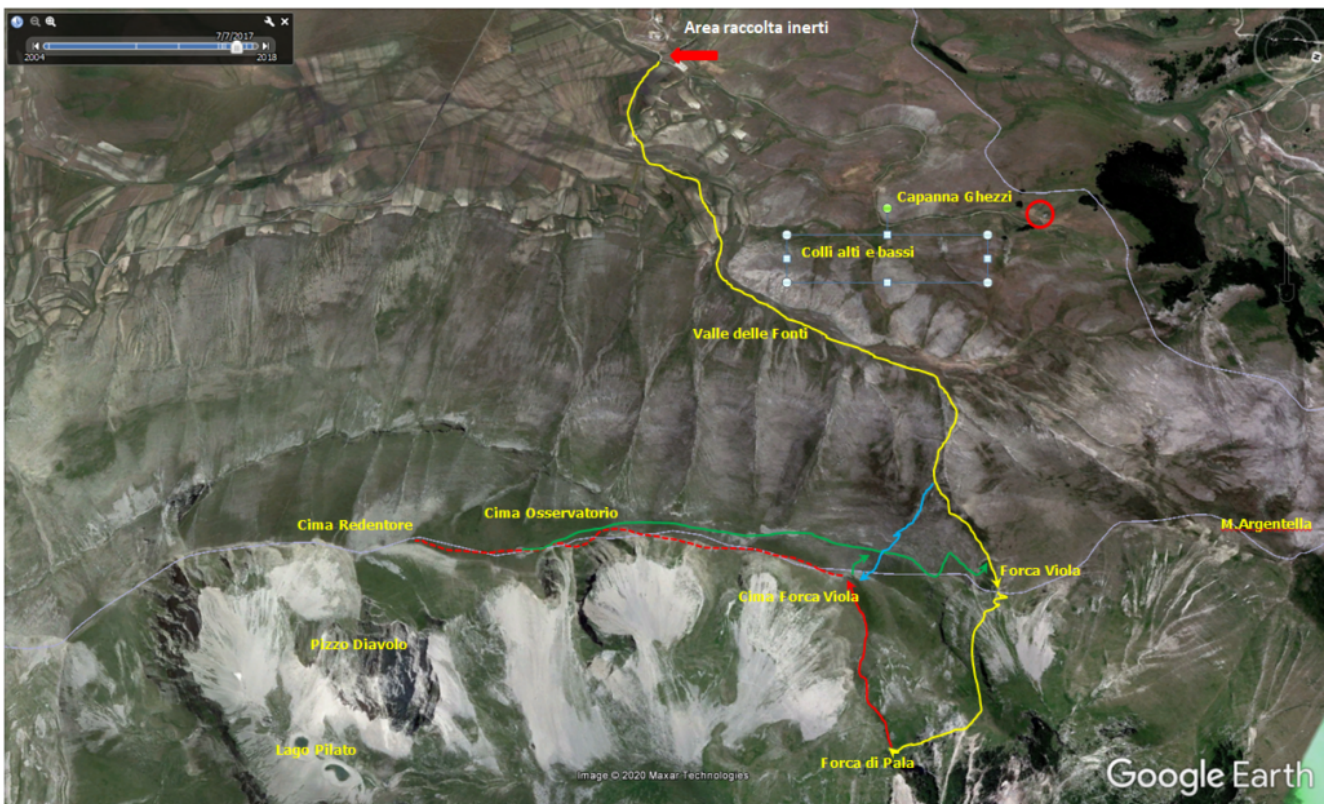 7/7/2017
2004
2018
Area raccolta inerti
Capanna Ghezzi
Colli alti e bassi
Valle delle Fonti
Cima Osservatorio
Cima Redentore
M.Argentella
Forca Viola
Cima Forca Viola
Pizzo Diavolo
Lago Pilato
Forca di Pala
Image © 2020 Maxar Technologies
Google Earth